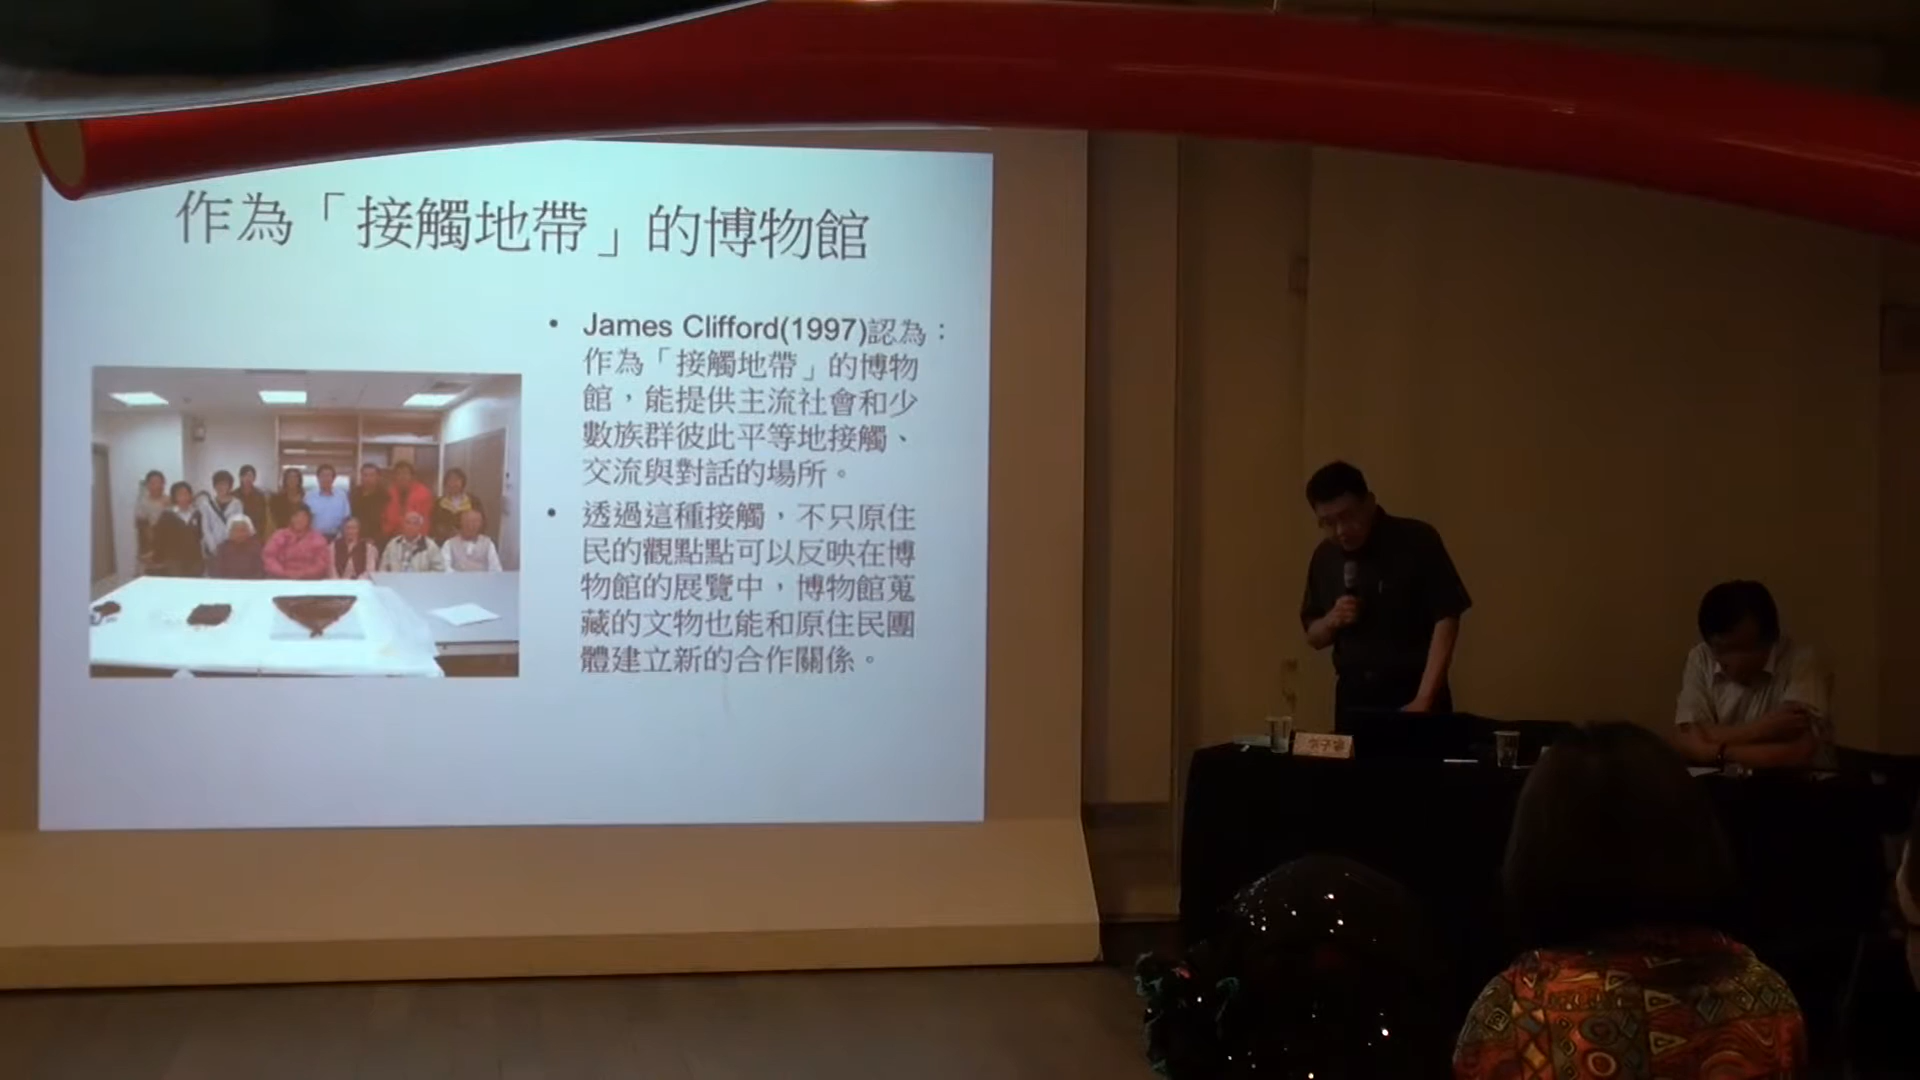 作為「接觸地帶」的博物館
• James Clifford(1997)認為：
作為「接觸地帶」的博物
館，能提供主流社會和少
數族群彼此平等地接觸、
交流與對話的場所。
• 透過這種接觸，不只原住
民的觀點點可以反映在博
物館的展覽中，博物館蒐
藏的文物也能和原住民團
體建立新的合作關係。